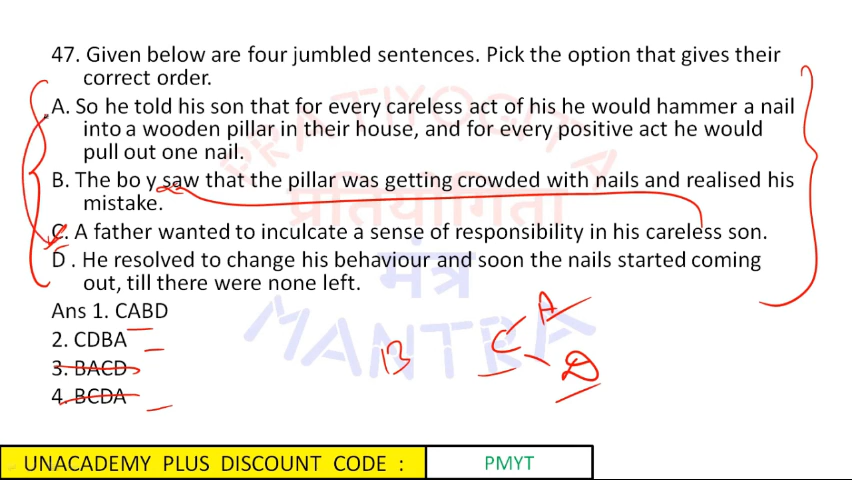 47. Given below are four jumbled sentences. Pick the option that gives their
correct order.
A. So he told his son that for every careless act of his he would hammer a nail
into a wooden pillar in their house, and for every positive act he would
pull out one nail.
B. The bo y saw that the pillar was getting crowded with nails and realised his
mistake.
C. A father wanted to inculcate a sense of responsibility in his careless son.
D . He resolved to change his behaviour and soon the nails started coming
out, till there were none left.
Ans 1. CABD
2. CDBA
3. BACD
4. BCDA
A
B C
D
PRATIYOGITA
प्रतियोगिता
मंत्र
MANTRA
UNACADEMY PLUS DISCOUNT CODE : PMYT